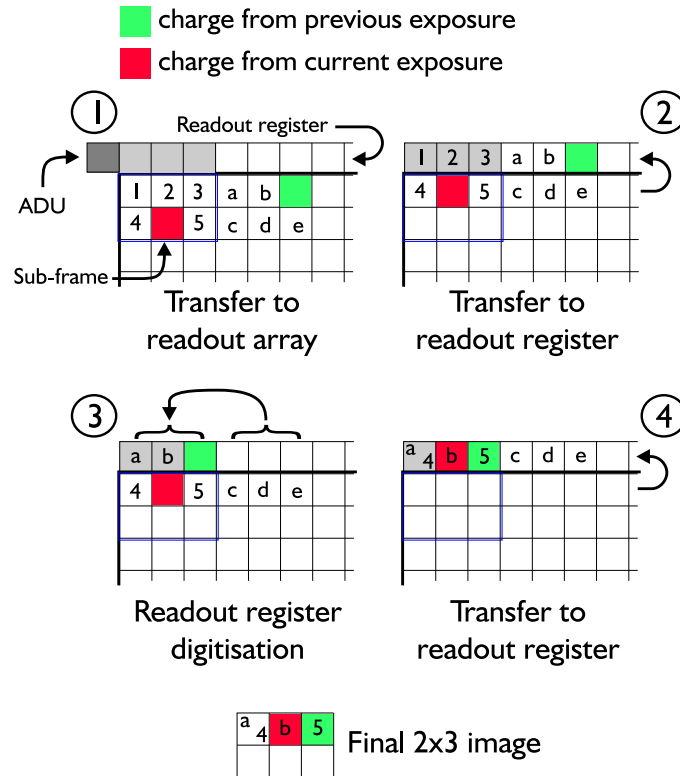 charge from previous exposure
charge from current exposure
1
2
Readout register
1 2 3 a b
ADU
1 2 3 a b
4 5 c d e
4 5 c d e
Sub-frame
Transfer to
readout array
Transfer to
readout register
3
4
a b
a 4 b 5 c d e
4 5 c d e
Readout register
digitisation
Transfer to
readout register
a 4 b 5
Final 2x3 image